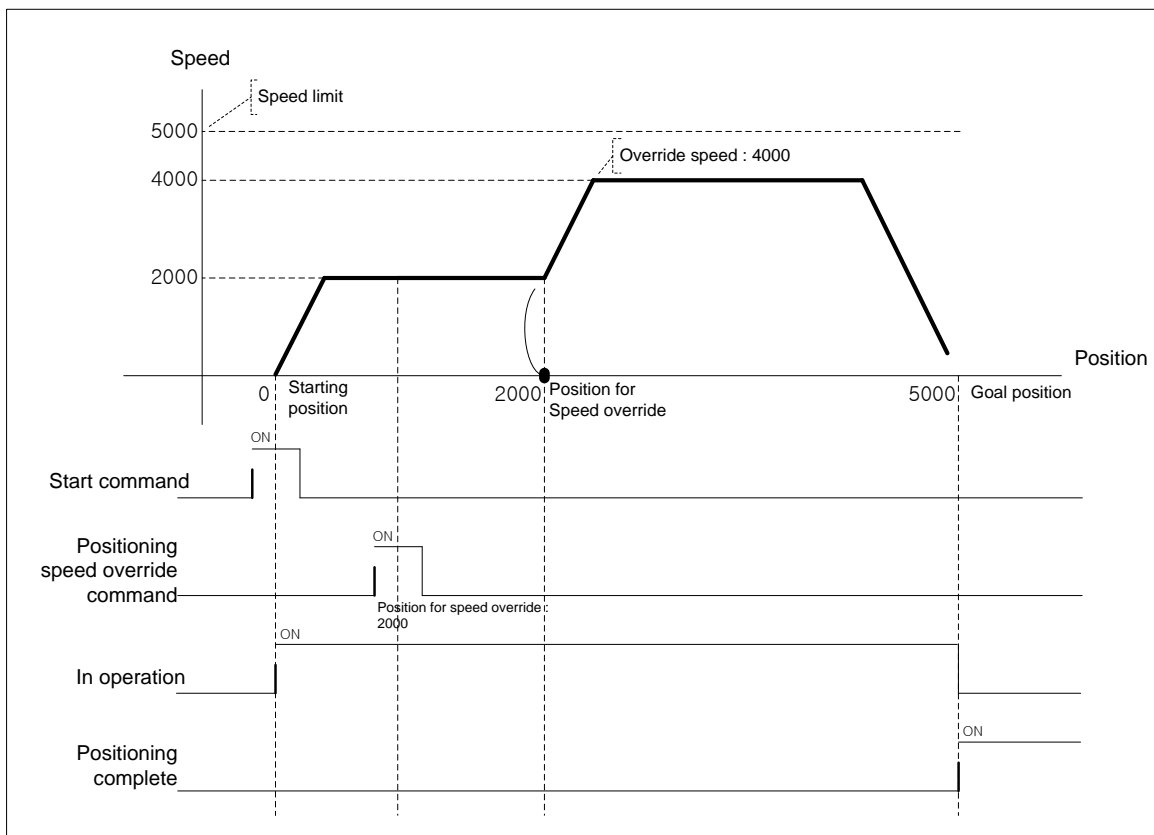 Speed
Speed limit
5000
Override speed : 4000
4000
2000
Position
0
Starting
position
2000
Position for
Speed override
5000
Goal position
ON
Start command
ON
Positioning
speed override
command
Position for speed override :
2000
ON
In operation
ON
Positioning
complete